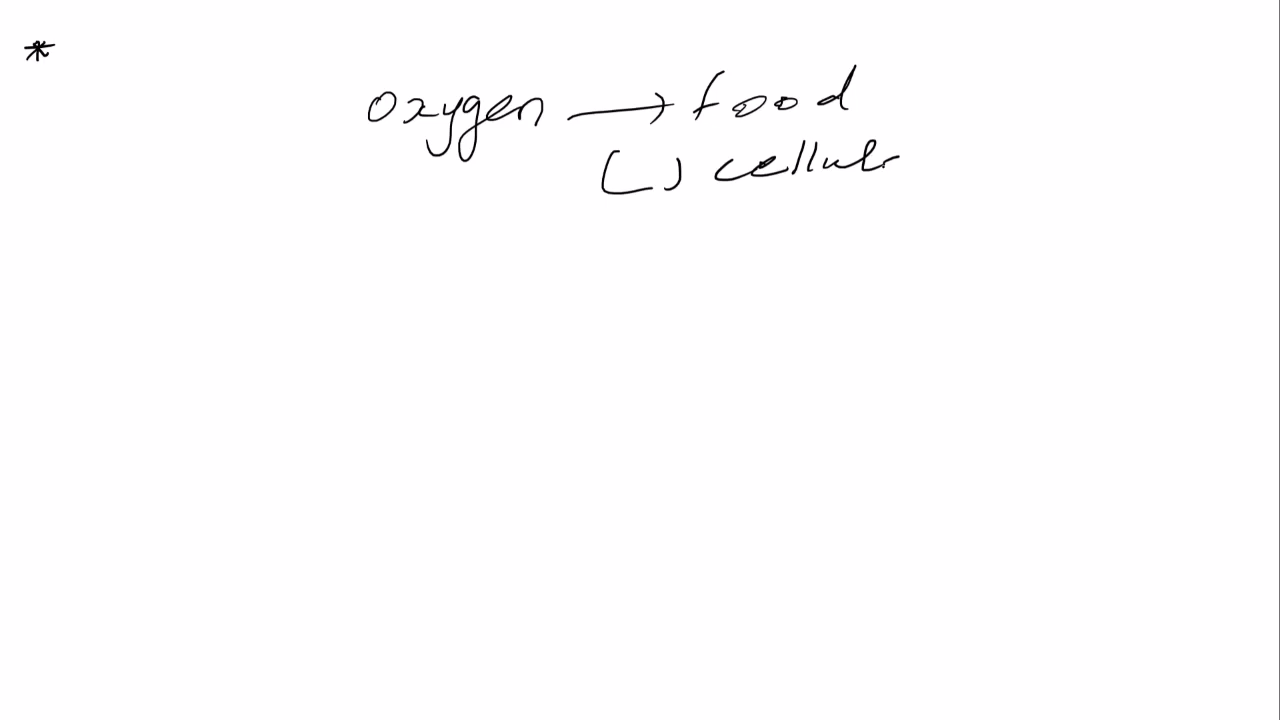 *
oxygen → food
( ) cellul